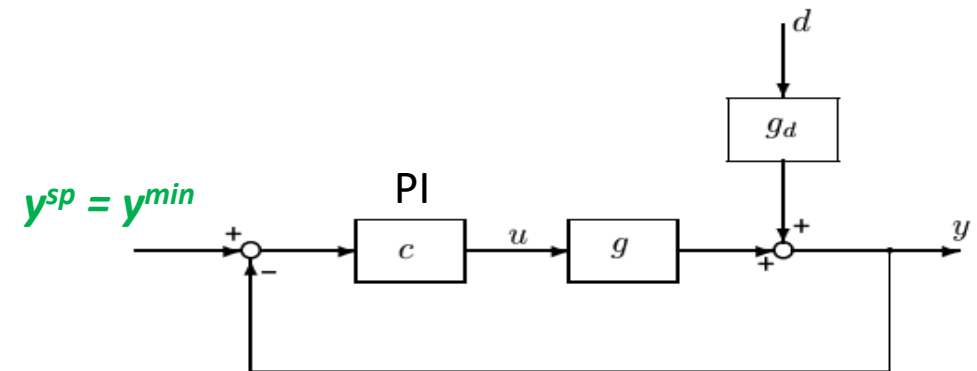 d
g_d
y^sp = y^min
PI
+
−
c
u
g
+
+
y